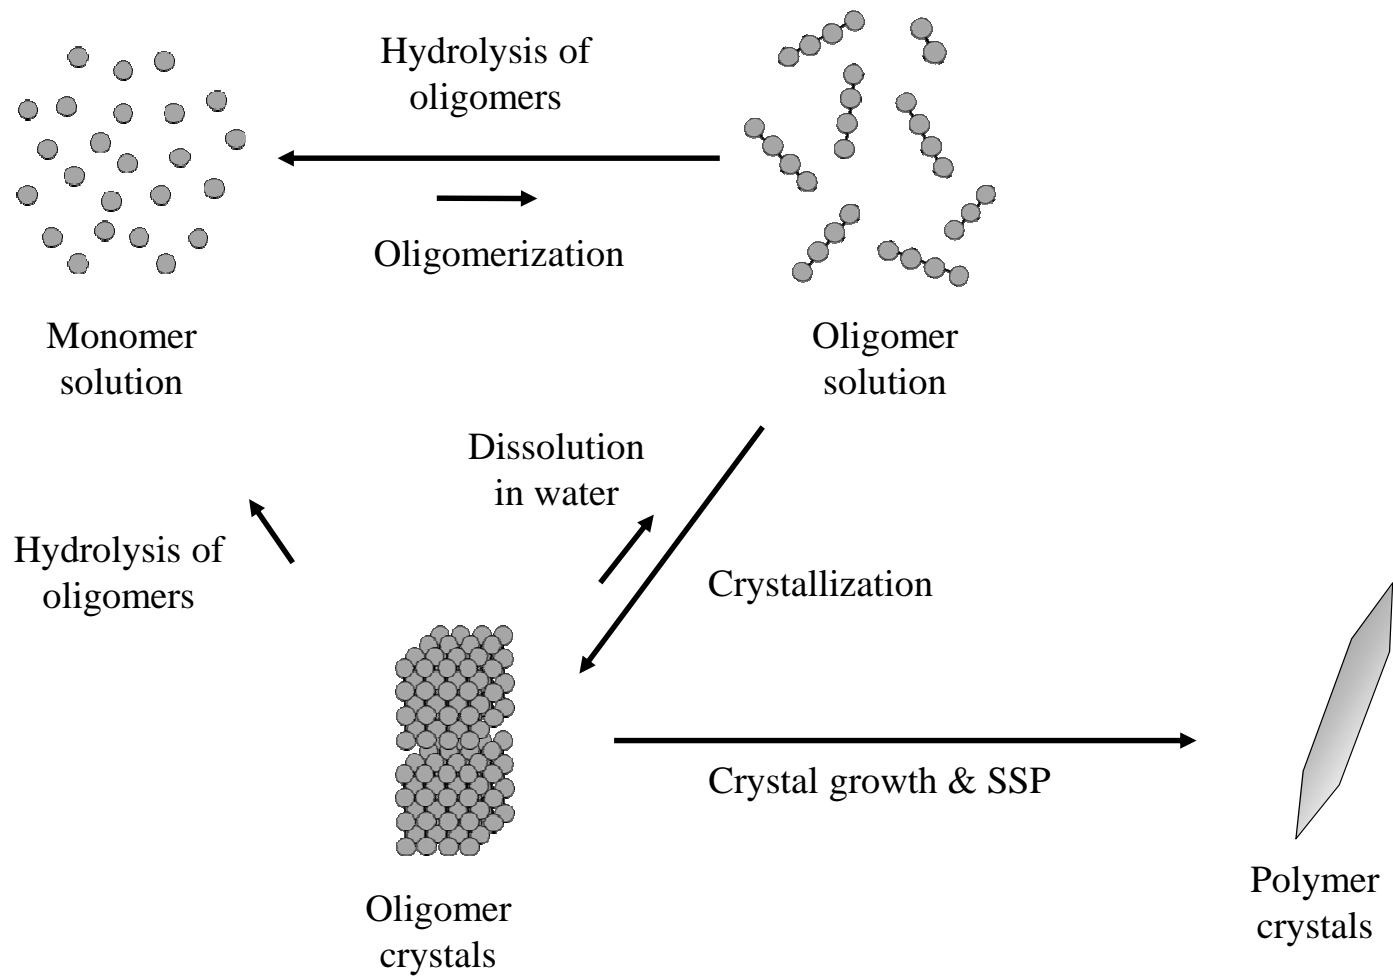 Hydrolysis of
oligomers
Oligomerization
Monomer
solution
Oligomer
solution
Dissolution
in water
Hydrolysis of
oligomers
Crystallization
Crystal growth & SSP
Oligomer
crystals
Polymer
crystals